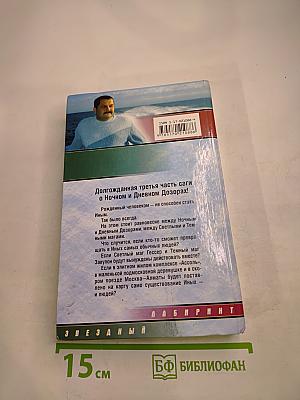 Долгожданная третья часть саги
о Ночном и Дневном Дозорах!
Рожденный человеком — не способен стать
Иным.
Так было всегда.
На этом стоит равновесие между Ночным
и Дневным Дозорами, между Светлыми и Тем
ными магами.
Что случится, если кто-то сможет превра
щать в Иных самых обычных людей?
Если Светлый маг Гесер и Темный маг
Завулон будут вынуждены действовать вместе?
Если в элитном жилом комплексе «Ассоль»,
в маленькой подмосковной деревушке и в ско
ром поезде Москва—Алматы будет постав
лено на карту само существование Иных —
и людей?
ЗВЕЗДНЫЙ
ЛАБИРИНТ
15 см
БФ БИБЛИОФАН